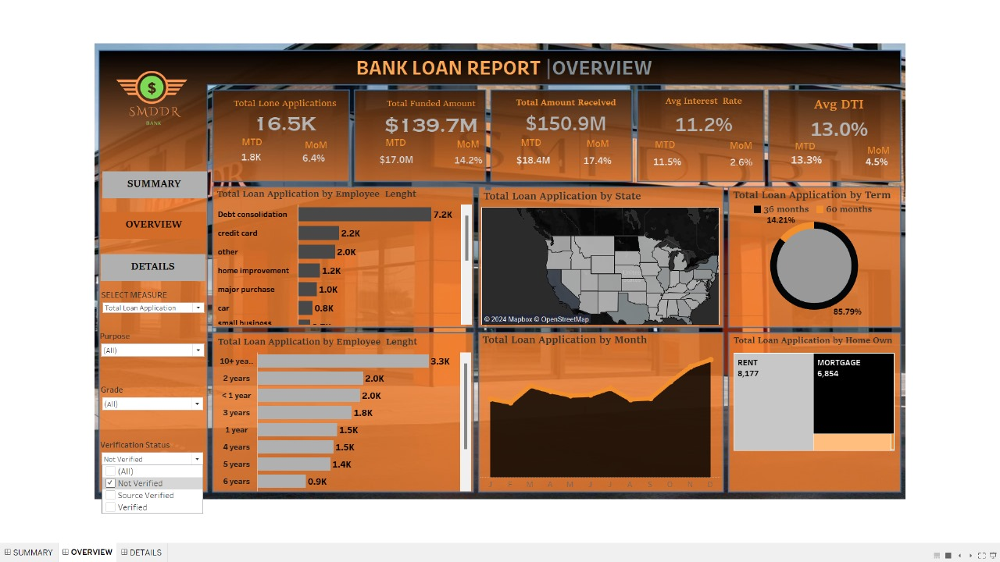 BANK LOAN REPORT |OVERVIEW
$
SMDDR
BANK
Total Lone Applications
16.5K
MTD
MoM
1.8K
6.4%
Total Funded Amount
$139.7M
MTD
MoM
$17.0M
14.2%
Total Amount Received
$150.9M
MTD
MoM
$18.4M
17.4%
Avg Interest Rate
11.2%
MTD
MoM
11.5%
2.6%
Avg DTI
13.0%
MTD
MoM
13.3%
4.5%
SUMMARY
OVERVIEW
DETAILS
SELECT MEASURE
Total Loan Application
Purpose
(All)
Grade
(All)
Verification Status
Not Verified
(All)
Not Verified
Source Verified
Verified
Total Loan Application by Employee Lenght
Debt consolidation 7.2K
credit card 2.2K
other 2.0K
home improvement 1.2K
major purchase 1.0K
car 0.8K
small business
Total Loan Application by State
© 2024 Mapbox © OpenStreetMap
Total Loan Application by Term
36 months 60 months
14.21%
85.79%
Total Loan Application by Employee Lenght
10+ yea.. 3.3K
2 years 2.0K
< 1 year 2.0K
3 years 1.8K
1 year 1.5K
4 years 1.5K
5 years 1.4K
6 years 0.9K
Total Loan Application by Month
J F M A M J J A S O N D
Total Loan Application by Home Own
RENT
8,177
MORTGAGE
6,854
SUMMARY OVERVIEW DETAILS